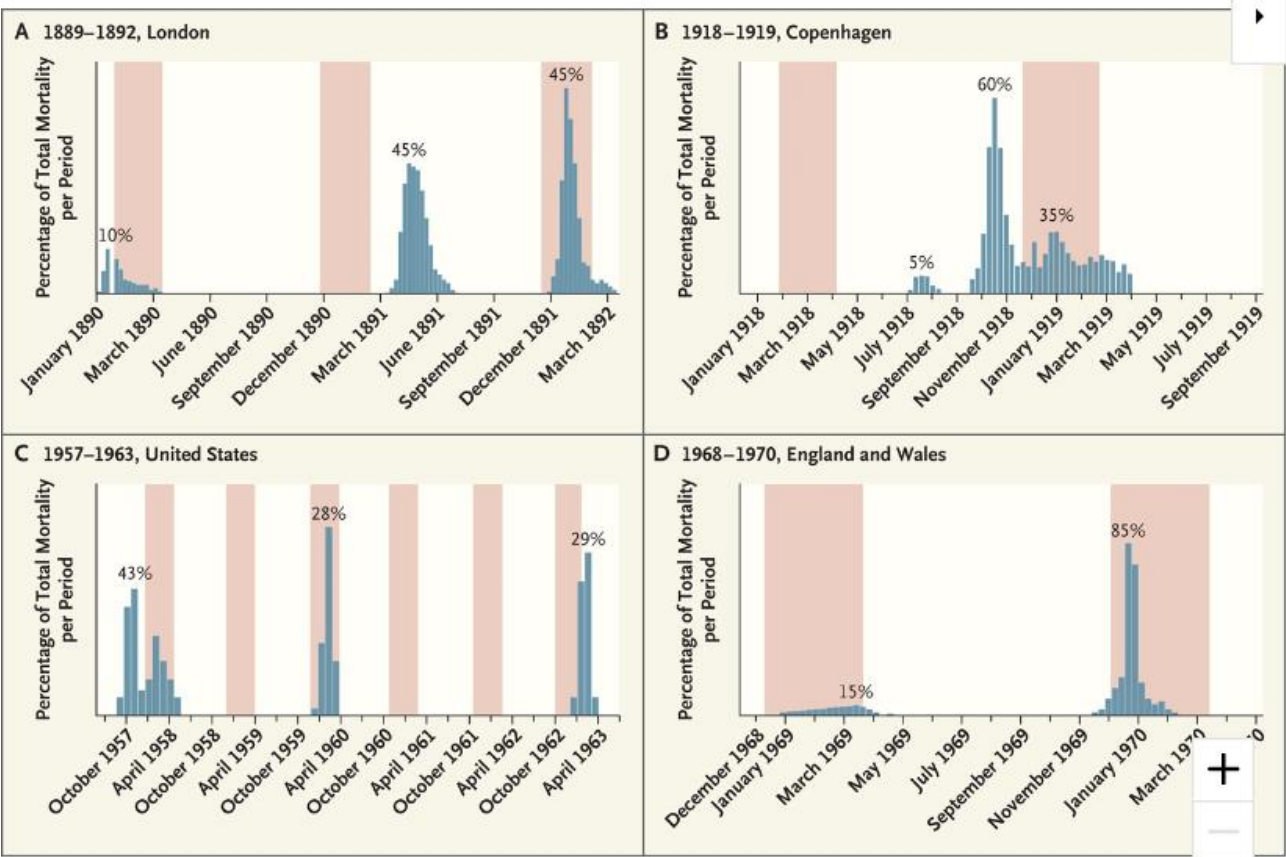 A 1889–1892, London
Percentage of Total Mortality
per Period
10%
45%
45%
January 1890
March 1890
June 1890
September 1890
December 1890
March 1891
June 1891
September 1891
December 1891
March 1892
B 1918–1919, Copenhagen
Percentage of Total Mortality
per Period
5%
60%
35%
January 1918
March 1918
May 1918
July 1918
September 1918
November 1918
January 1919
March 1919
May 1919
July 1919
September 1919
C 1957–1963, United States
Percentage of Total Mortality
per Period
43%
28%
29%
October 1957
April 1958
October 1958
April 1959
October 1959
April 1960
October 1960
April 1961
October 1961
April 1962
October 1962
April 1963
D 1968–1970, England and Wales
Percentage of Total Mortality
per Period
15%
85%
December 1968
January 1969
March 1969
May 1969
July 1969
September 1969
November 1969
January 1970
March 1970